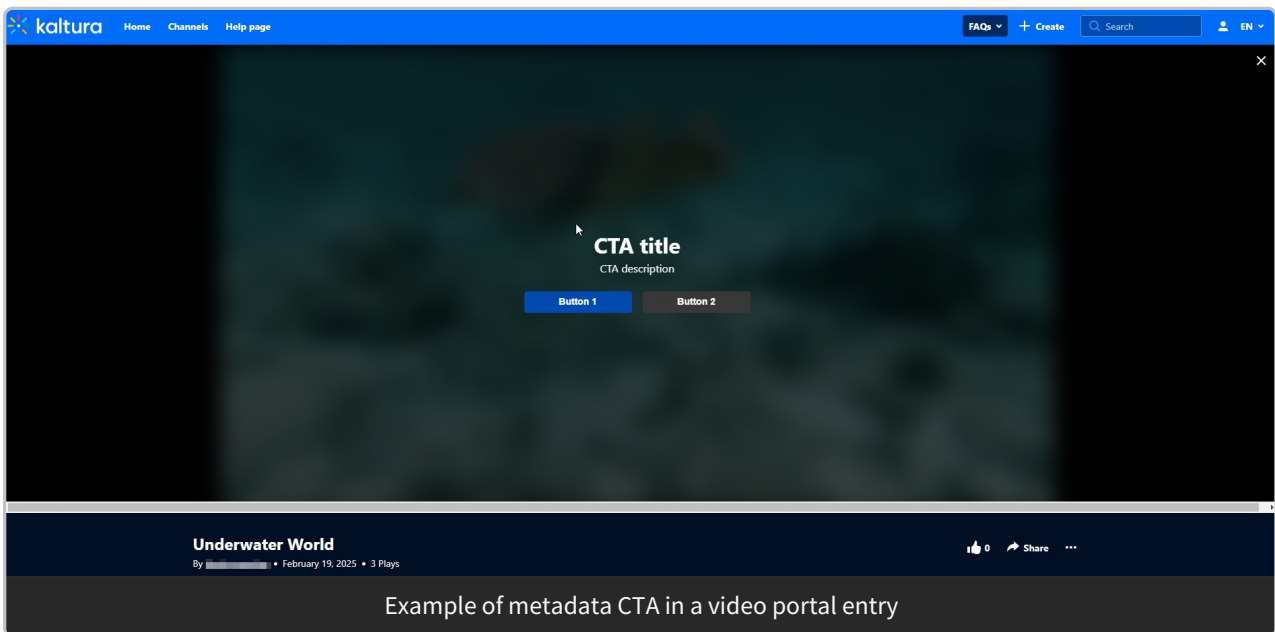 kaltura Home Channels Help page FAQs + Create Search EN
CTA title
CTA description
Button 1 Button 2
Underwater World
By • February 19, 2025 • 3 Plays
0 Share ...
Example of metadata CTA in a video portal entry